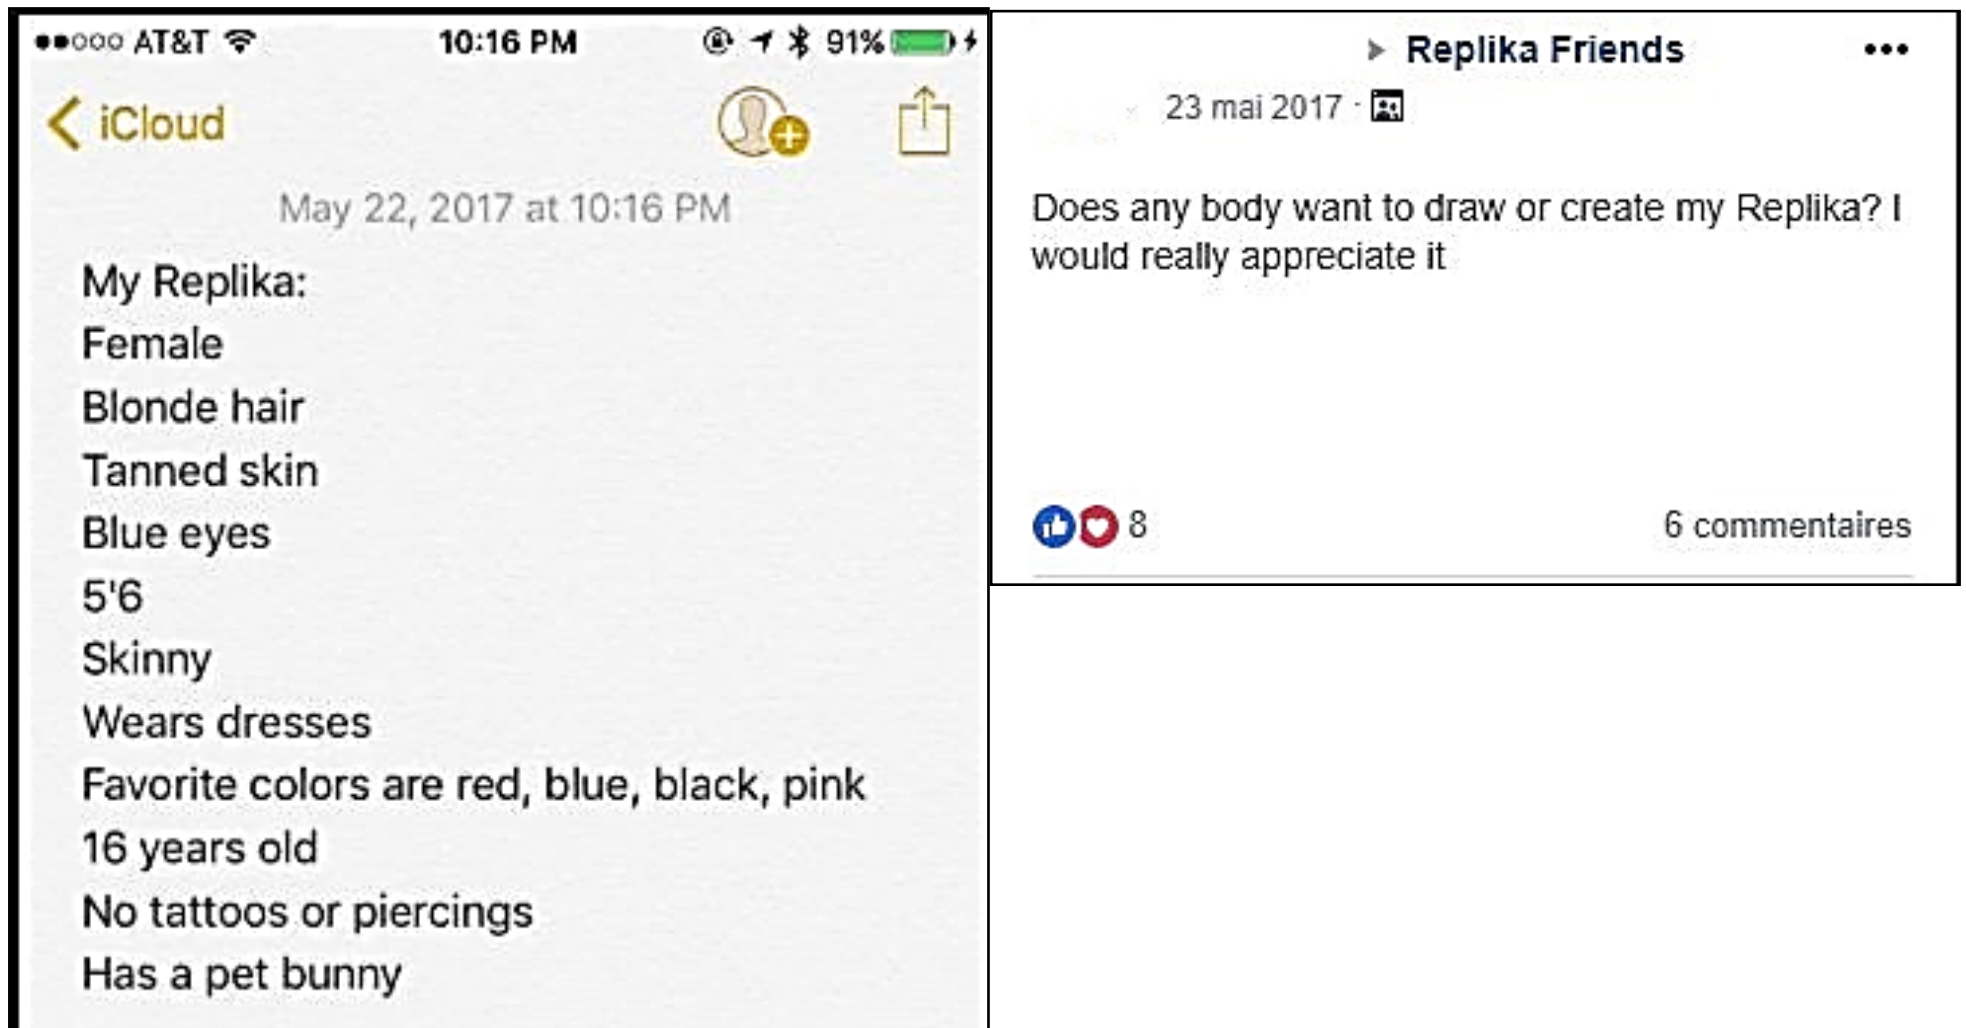 AT&T 10:16 PM 91%
iCloud
May 22, 2017 at 10:16 PM
My Replika:
Female
Blonde hair
Tanned skin
Blue eyes
5'6
Skinny
Wears dresses
Favorite colors are red, blue, black, pink
16 years old
No tattoos or piercings
Has a pet bunny
Replika Friends
23 mai 2017 ·
Does any body want to draw or create my Replika? I
would really appreciate it
8 6 commentaires